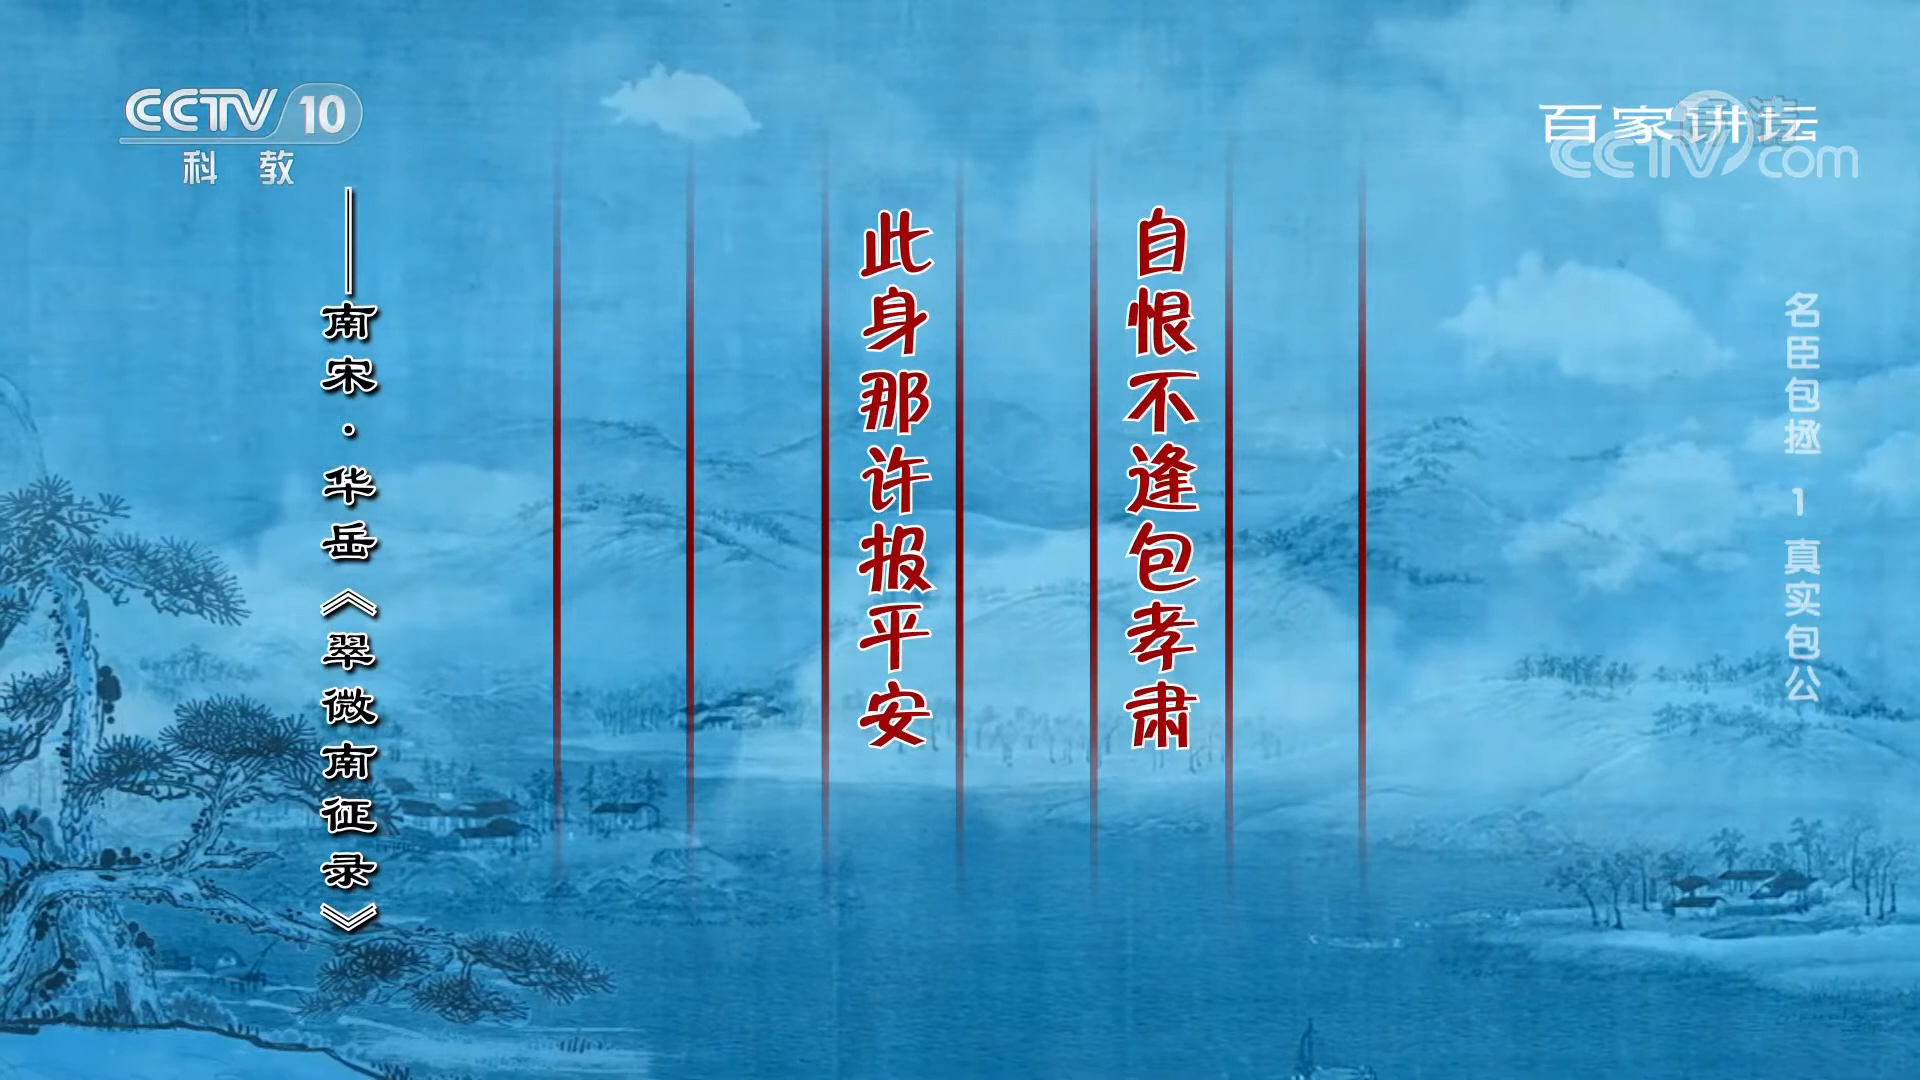 CCTV 10
科教
百家讲坛
CCTV.com
自恨不逢包孝肃
此身那许报平安
——南宋·华岳《翠微南征录》
名臣包拯 1 真实包公